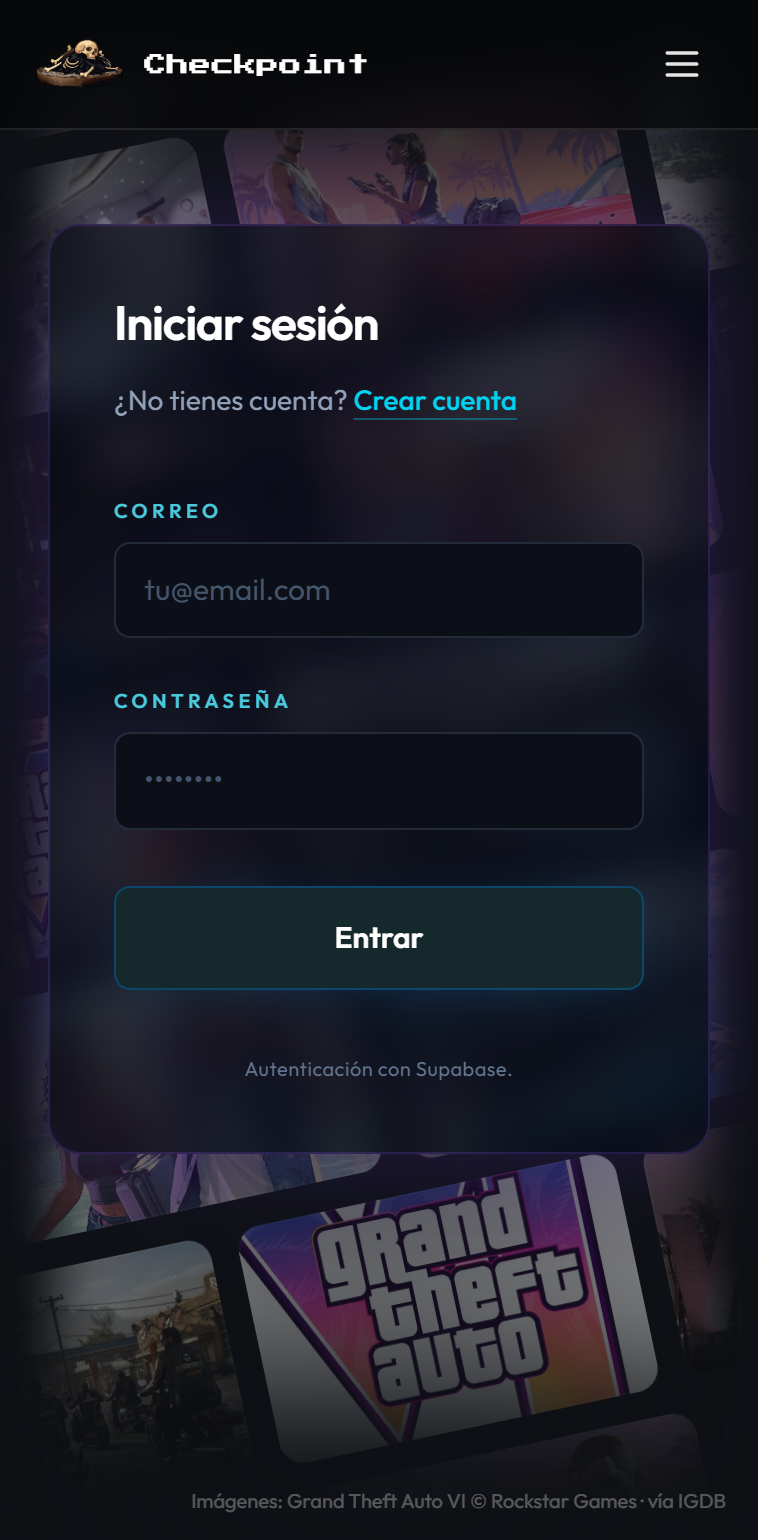 Checkpoint
Iniciar sesión
¿No tienes cuenta? Crear cuenta
CORREO
tu@email.com
CONTRASEÑA
••••••••
Entrar
Autenticación con Supabase.
grand
theft
auto
Imágenes: Grand Theft Auto VI © Rockstar Games · vía IGDB